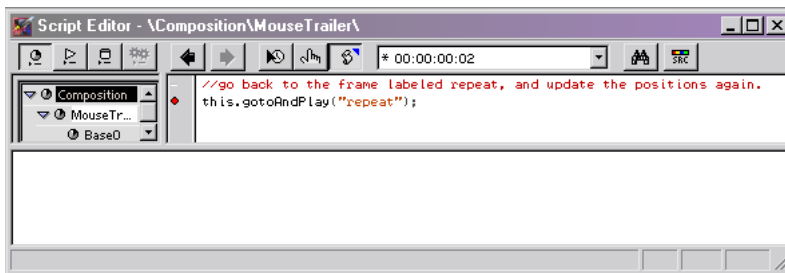 Script Editor - \Composition\MouseTrailer\
* 00:00:00:02
SRC
//go back to the frame labeled repeat, and update the positions again.
this.gotoAndPlay("repeat");
Composition
MouseTr...
Base0